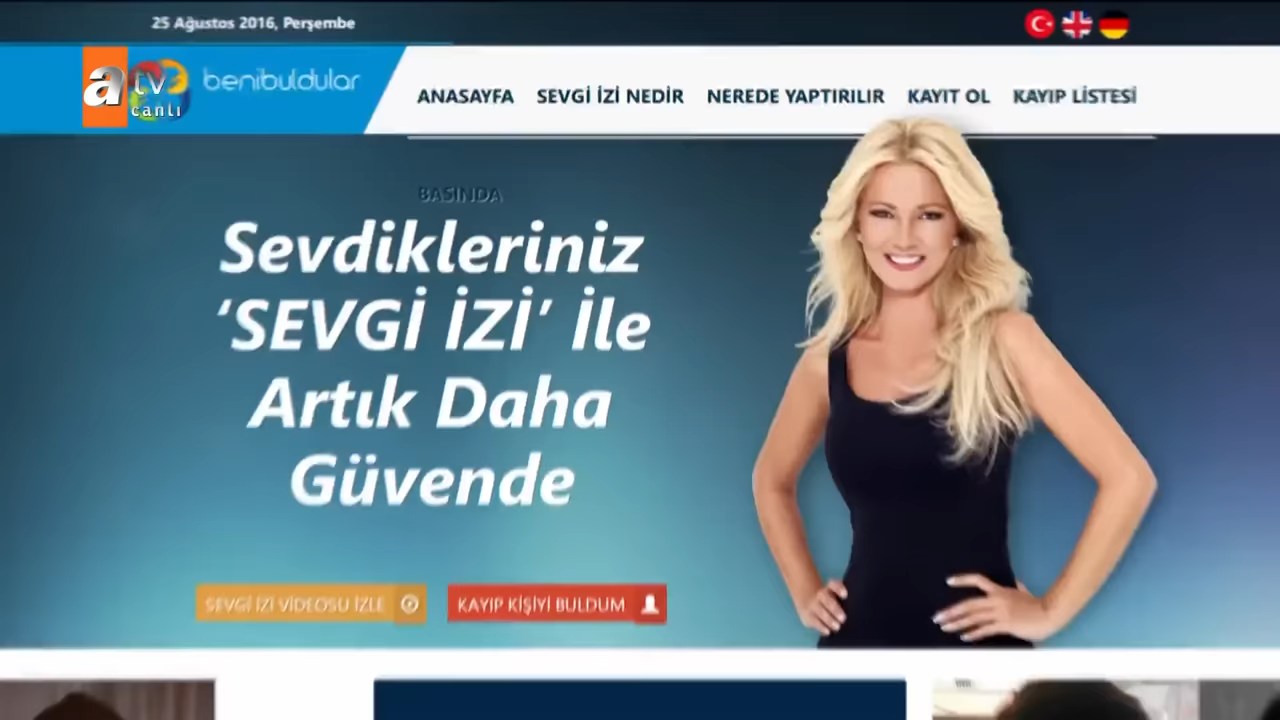 25 Ağustos 2016, Perşembe
atv
canlı
benibuldular
ANASAYFA SEVGİ İZİ NEDİR NEREDE YAPTIRILIR KAYIT OL KAYIP LİSTESİ
BASINDA
Sevdikleriniz
‘SEVGİ İZİ’ İle
Artık Daha
Güvende
SEVGİ İZİ VİDEOSU İZLE
KAYIP KİŞİYİ BULDUM